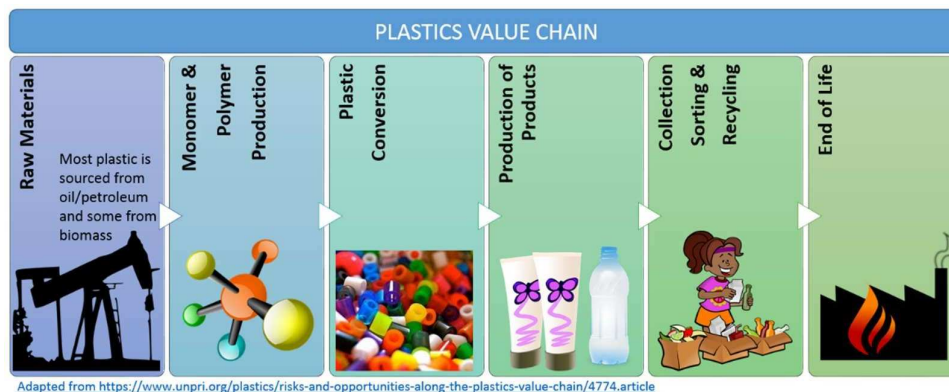 PLASTICS VALUE CHAIN
Raw Materials
Most plastic is
sourced from
oil/petroleum
and some from
biomass
Monomer &
Polymer
Production
Plastic
Conversion
Production of
Products
Collection
Sorting &
Recycling
End of Life
Adapted from https://www.unpri.org/plastics/risks-and-opportunities-along-the-plastics-value-chain/4774.article